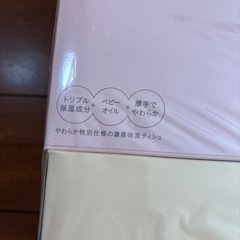 トリプル
保湿成分
+
ベビー
オイル
+
厚手で
やわらか
やわらか特別仕様の濃厚保湿ティシュ